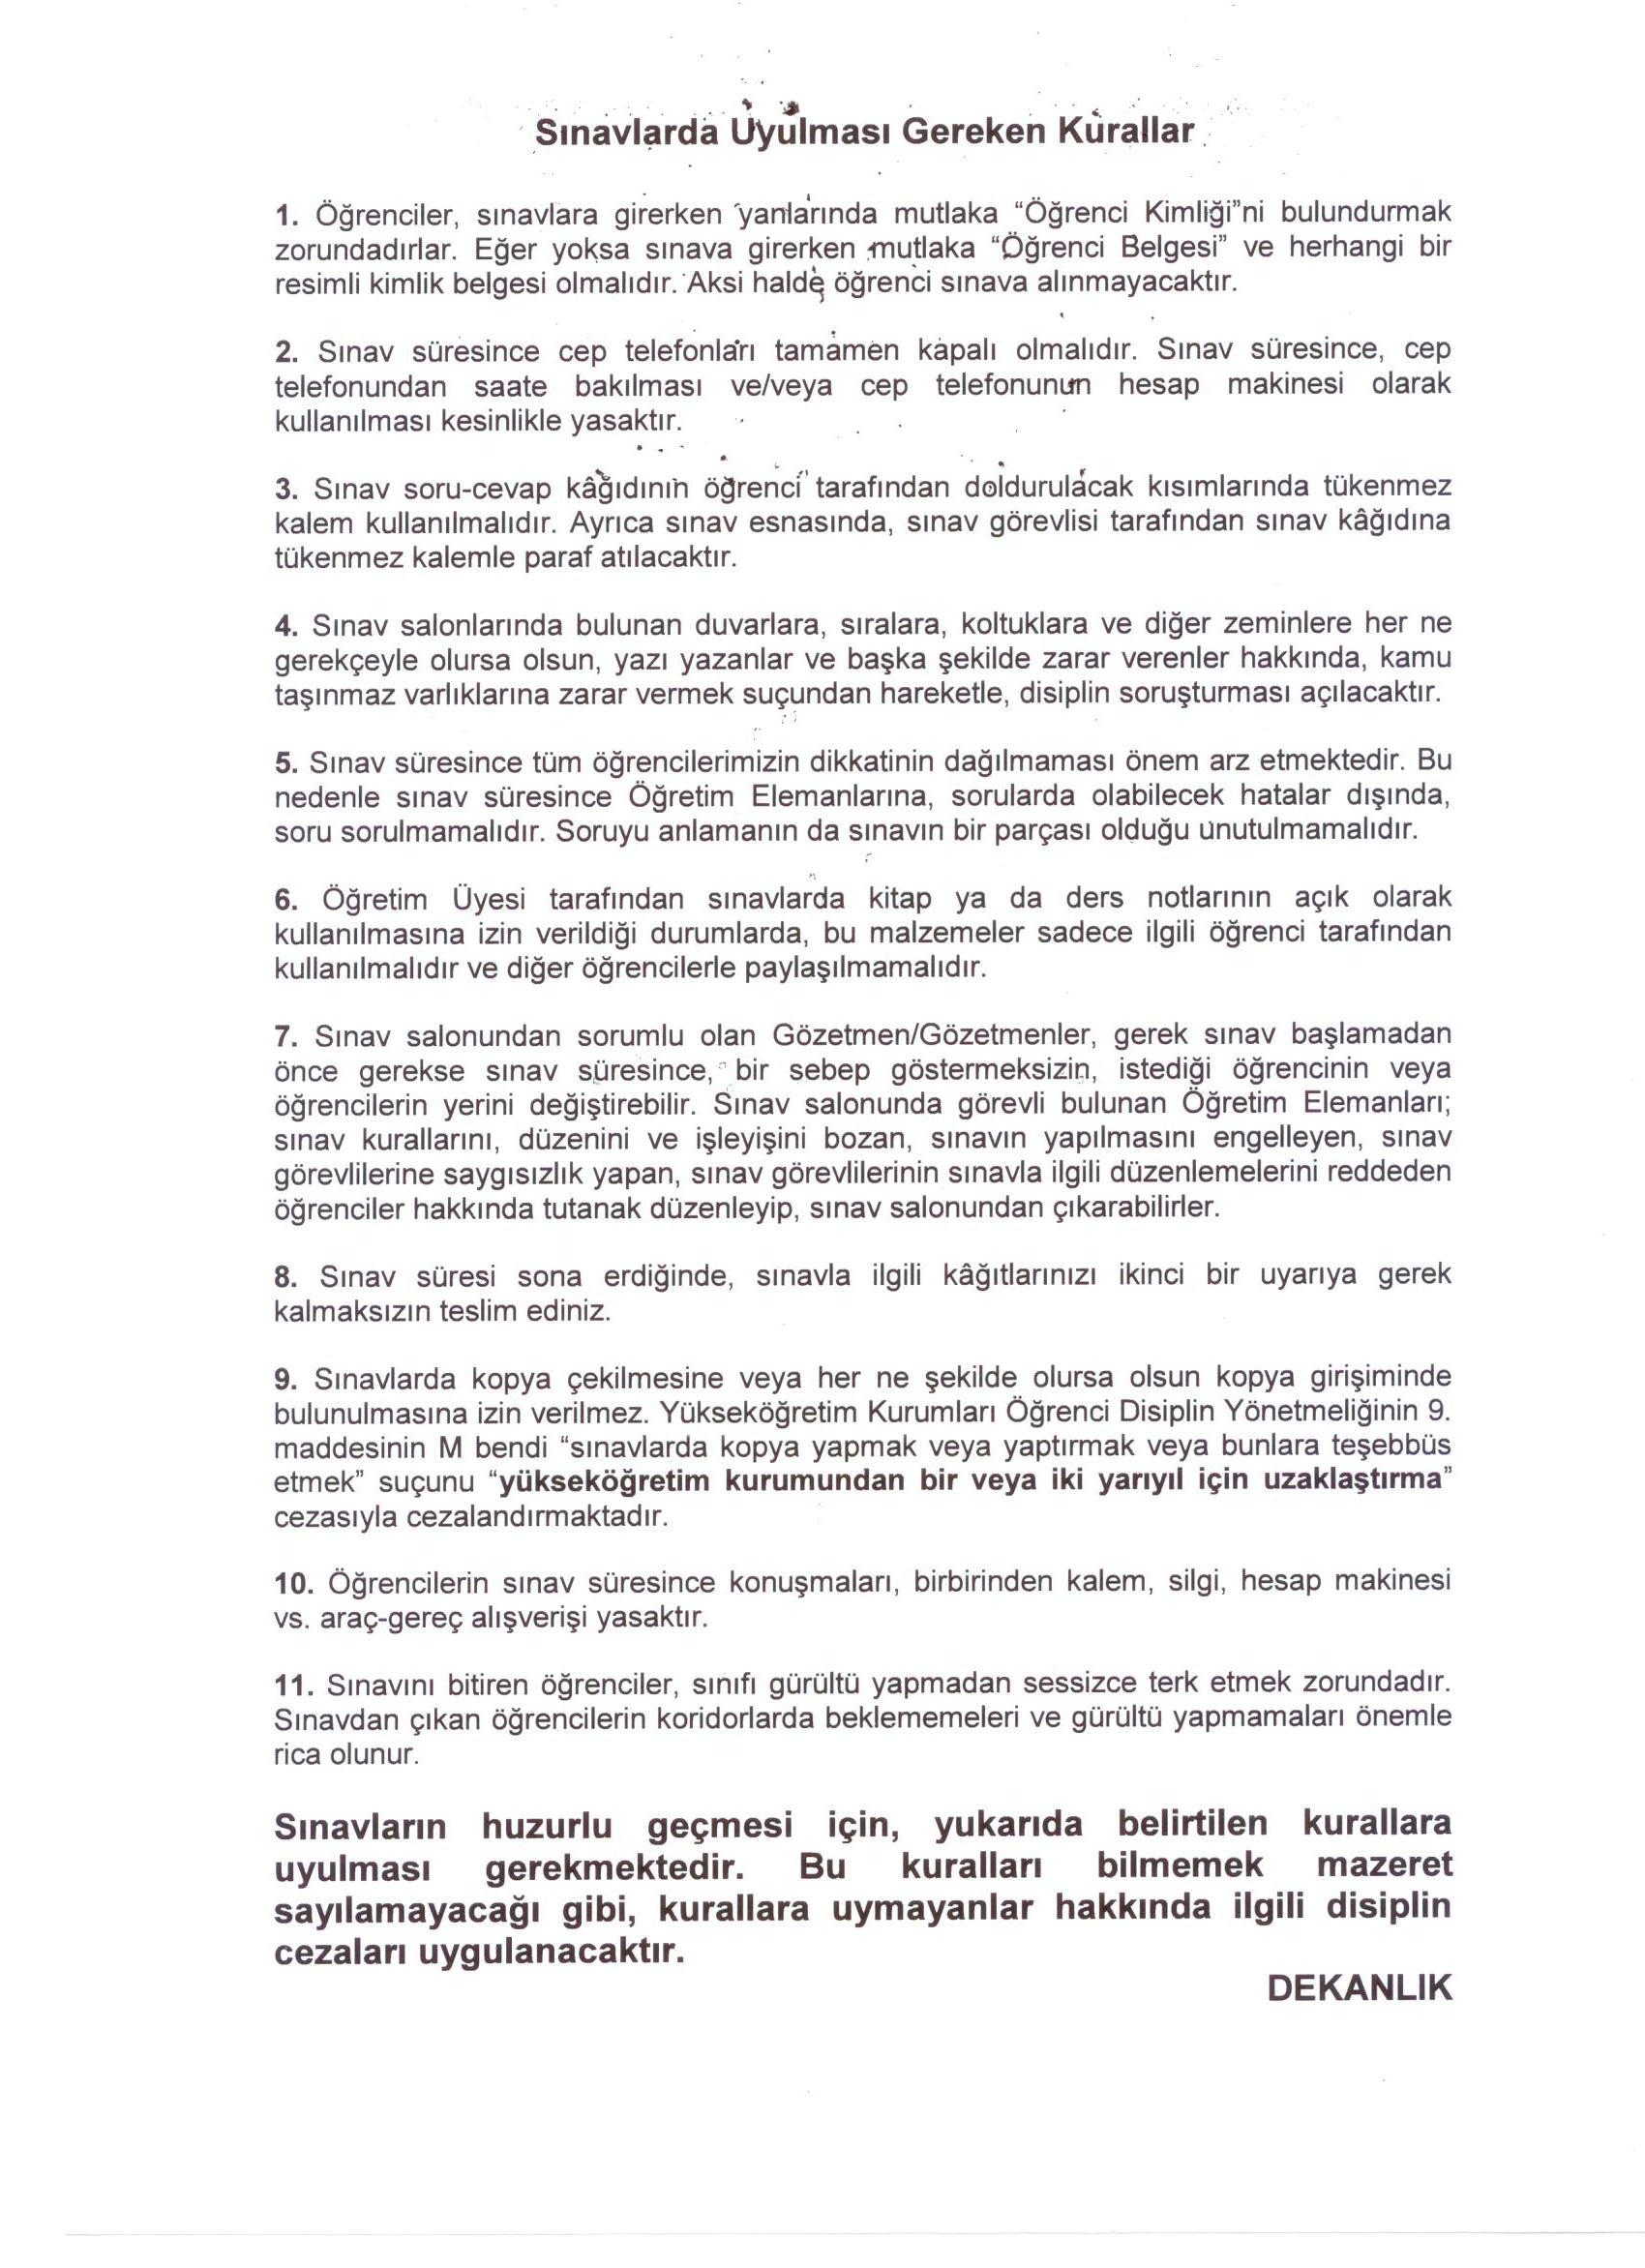 Sınavlarda Uyulması Gereken Kurallar
1. Öğrenciler, sınavlara girerken yanlarında mutlaka “Öğrenci Kimliği”ni bulundurmak
zorundadırlar. Eğer yoksa sınava girerken mutlaka “Öğrenci Belgesi” ve herhangi bir
resimli kimlik belgesi olmalıdır. Aksi halde öğrenci sınava alınmayacaktır.
2. Sınav süresince cep telefonları tamamen kapalı olmalıdır. Sınav süresince, cep
telefonundan saate bakılması ve/veya cep telefonunun hesap makinesi olarak
kullanılması kesinlikle yasaktır.
3. Sınav soru-cevap kâğıdının öğrenci tarafından doldurulacak kısımlarında tükenmez
kalem kullanılmalıdır. Ayrıca sınav esnasında, sınav görevlisi tarafından sınav kâğıdına
tükenmez kalemle paraf atılacaktır.
4. Sınav salonlarında bulunan duvarlara, sıralara, koltuklara ve diğer zeminlere her ne
gerekçeyle olursa olsun, yazı yazanlar ve başka şekilde zarar verenler hakkında, kamu
taşınmaz varlıklarına zarar vermek suçundan hareketle, disiplin soruşturması açılacaktır.
5. Sınav süresince tüm öğrencilerimizin dikkatinin dağılmaması önem arz etmektedir. Bu
nedenle sınav süresince Öğretim Elemanlarına, sorularda olabilecek hatalar dışında,
soru sorulmamalıdır. Soruyu anlamanın da sınavın bir parçası olduğu unutulmamalıdır.
6. Öğretim Üyesi tarafından sınavlarda kitap ya da ders notlarının açık olarak
kullanılmasına izin verildiği durumlarda, bu malzemeler sadece ilgili öğrenci tarafından
kullanılmalıdır ve diğer öğrencilerle paylaşılmamalıdır.
7. Sınav salonundan sorumlu olan Gözetmen/Gözetmenler, gerek sınav başlamadan
önce gerekse sınav süresince, bir sebep göstermeksizin, istediği öğrencinin veya
öğrencilerin yerini değiştirebilir. Sınav salonunda görevli bulunan Öğretim Elemanları;
sınav kurallarını, düzenini ve işleyişini bozan, sınavın yapılmasını engelleyen, sınav
görevlilerine saygısızlık yapan, sınav görevlilerinin sınavla ilgili düzenlemelerini reddeden
öğrenciler hakkında tutanak düzenleyip, sınav salonundan çıkarabilirler.
8. Sınav süresi sona erdiğinde, sınavla ilgili kâğıtlarınızı ikinci bir uyarıya gerek
kalmaksızın teslim ediniz.
9. Sınavlarda kopya çekilmesine veya her ne şekilde olursa olsun kopya girişiminde
bulunulmasına izin verilmez. Yükseköğretim Kurumları Öğrenci Disiplin Yönetmeliğinin 9.
maddesinin M bendi “sınavlarda kopya yapmak veya yaptırmak veya bunlara teşebbüs
etmek” suçunu “yükseköğretim kurumundan bir veya iki yarıyıl için uzaklaştırma”
cezasıyla cezalandırmaktadır.
10. Öğrencilerin sınav süresince konuşmaları, birbirinden kalem, silgi, hesap makinesi
vs. araç-gereç alışverişi yasaktır.
11. Sınavını bitiren öğrenciler, sınıfı gürültü yapmadan sessizce terk etmek zorundadır.
Sınavdan çıkan öğrencilerin koridorlarda beklememeleri ve gürültü yapmamaları önemle
rica olunur.
Sınavların huzurlu geçmesi için, yukarıda belirtilen kurallara
uyulması gerekmektedir. Bu kuralları bilmemek mazeret
sayılamayacağı gibi, kurallara uymayanlar hakkında ilgili disiplin
cezaları uygulanacaktır.
DEKANLIK